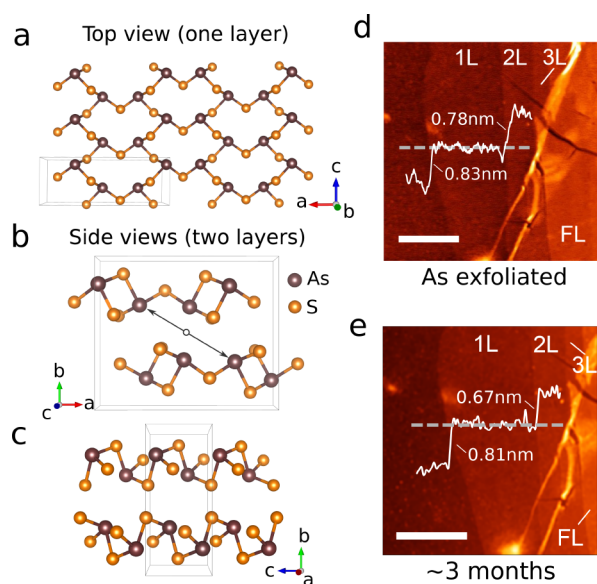 a
Top view (one layer)
c
a
b
b
Side views (two layers)
As
S
b
c
a
c
b
c
a
d
1L
2L
3L
0.78nm
0.83nm
FL
As exfoliated
e
1L
2L
3L
0.67nm
0.81nm
FL
~3 months